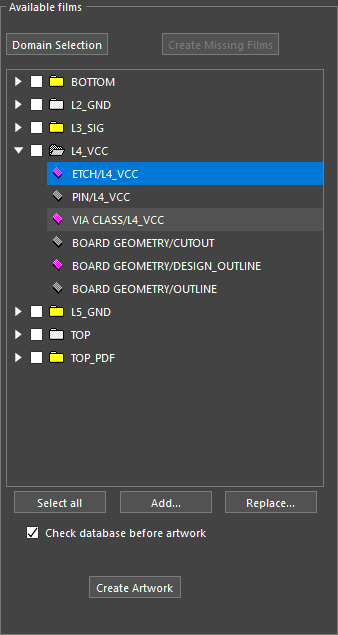 Available films
Domain Selection
Create Missing Films
BOTTOM
L2_GND
L3_SIG
L4_VCC
ETCH/L4_VCC
PIN/L4_VCC
VIA CLASS/L4_VCC
BOARD GEOMETRY/CUTOUT
BOARD GEOMETRY/DESIGN_OUTLINE
BOARD GEOMETRY/OUTLINE
L5_GND
TOP
TOP_PDF
Select all
Add...
Replace...
Check database before artwork
Create Artwork